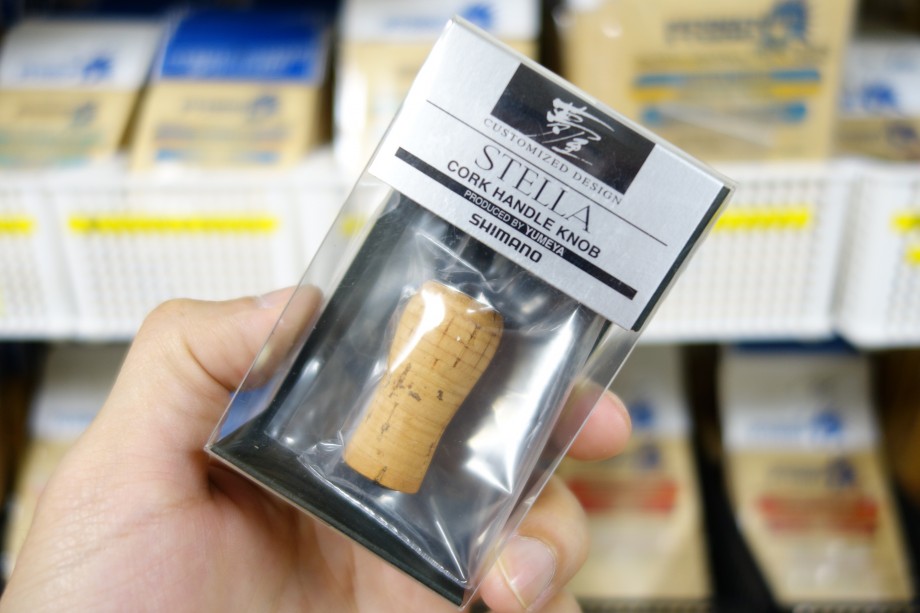 夢屋
CUSTOMIZED DESIGN
STELLA
CORK HANDLE KNOB
PRODUCED BY YUMEYA
SHIMANO